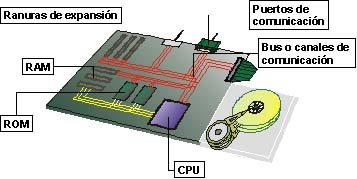 Ranuras de expansión
Puertos de
comunicación
Bus o canales de
comunicación
RAM
ROM
CPU